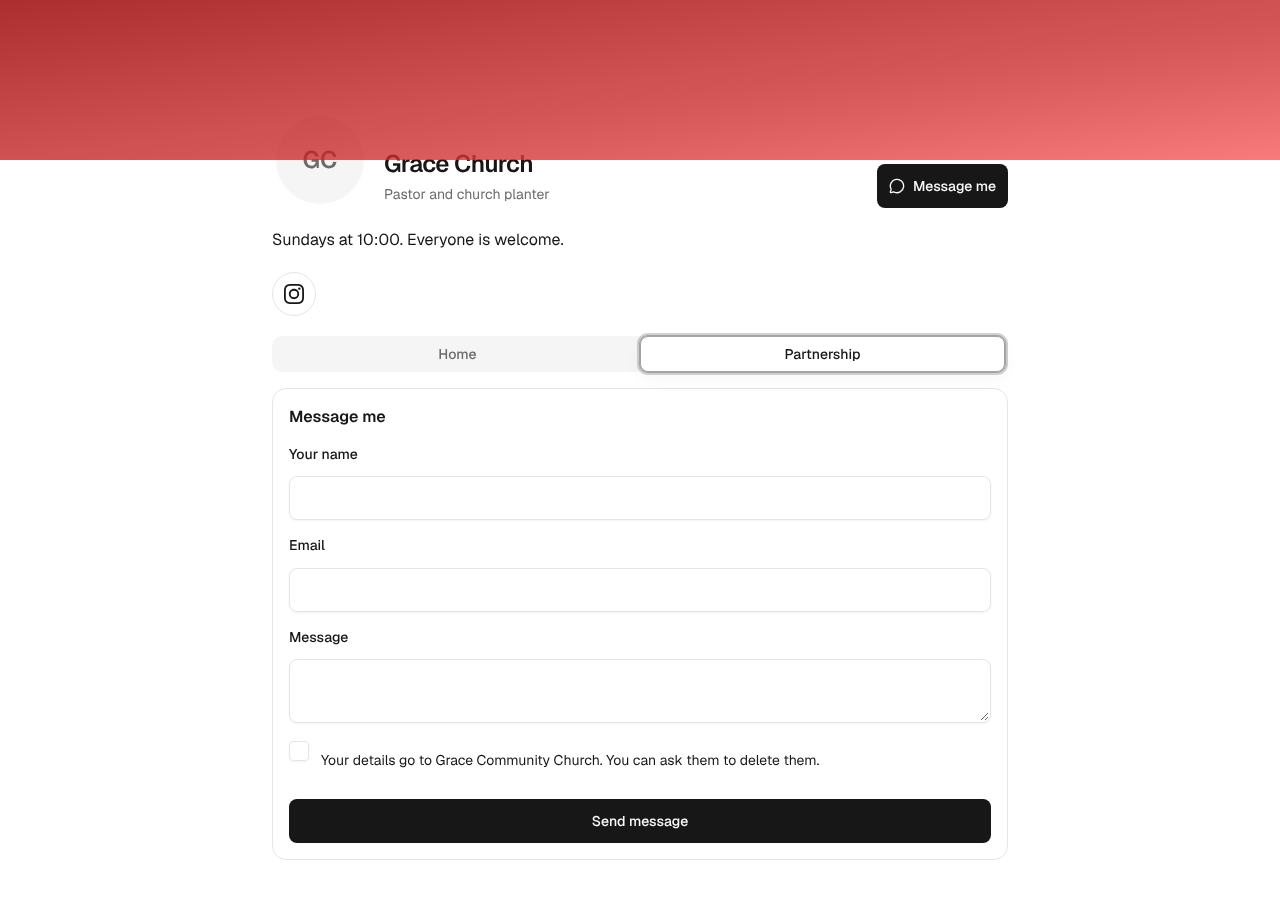 GC
Grace Church
Pastor and church planter
Message me
Sundays at 10:00. Everyone is welcome.
Home
Partnership
Message me
Your name
Email
Message
Your details go to Grace Community Church. You can ask them to delete them.
Send message